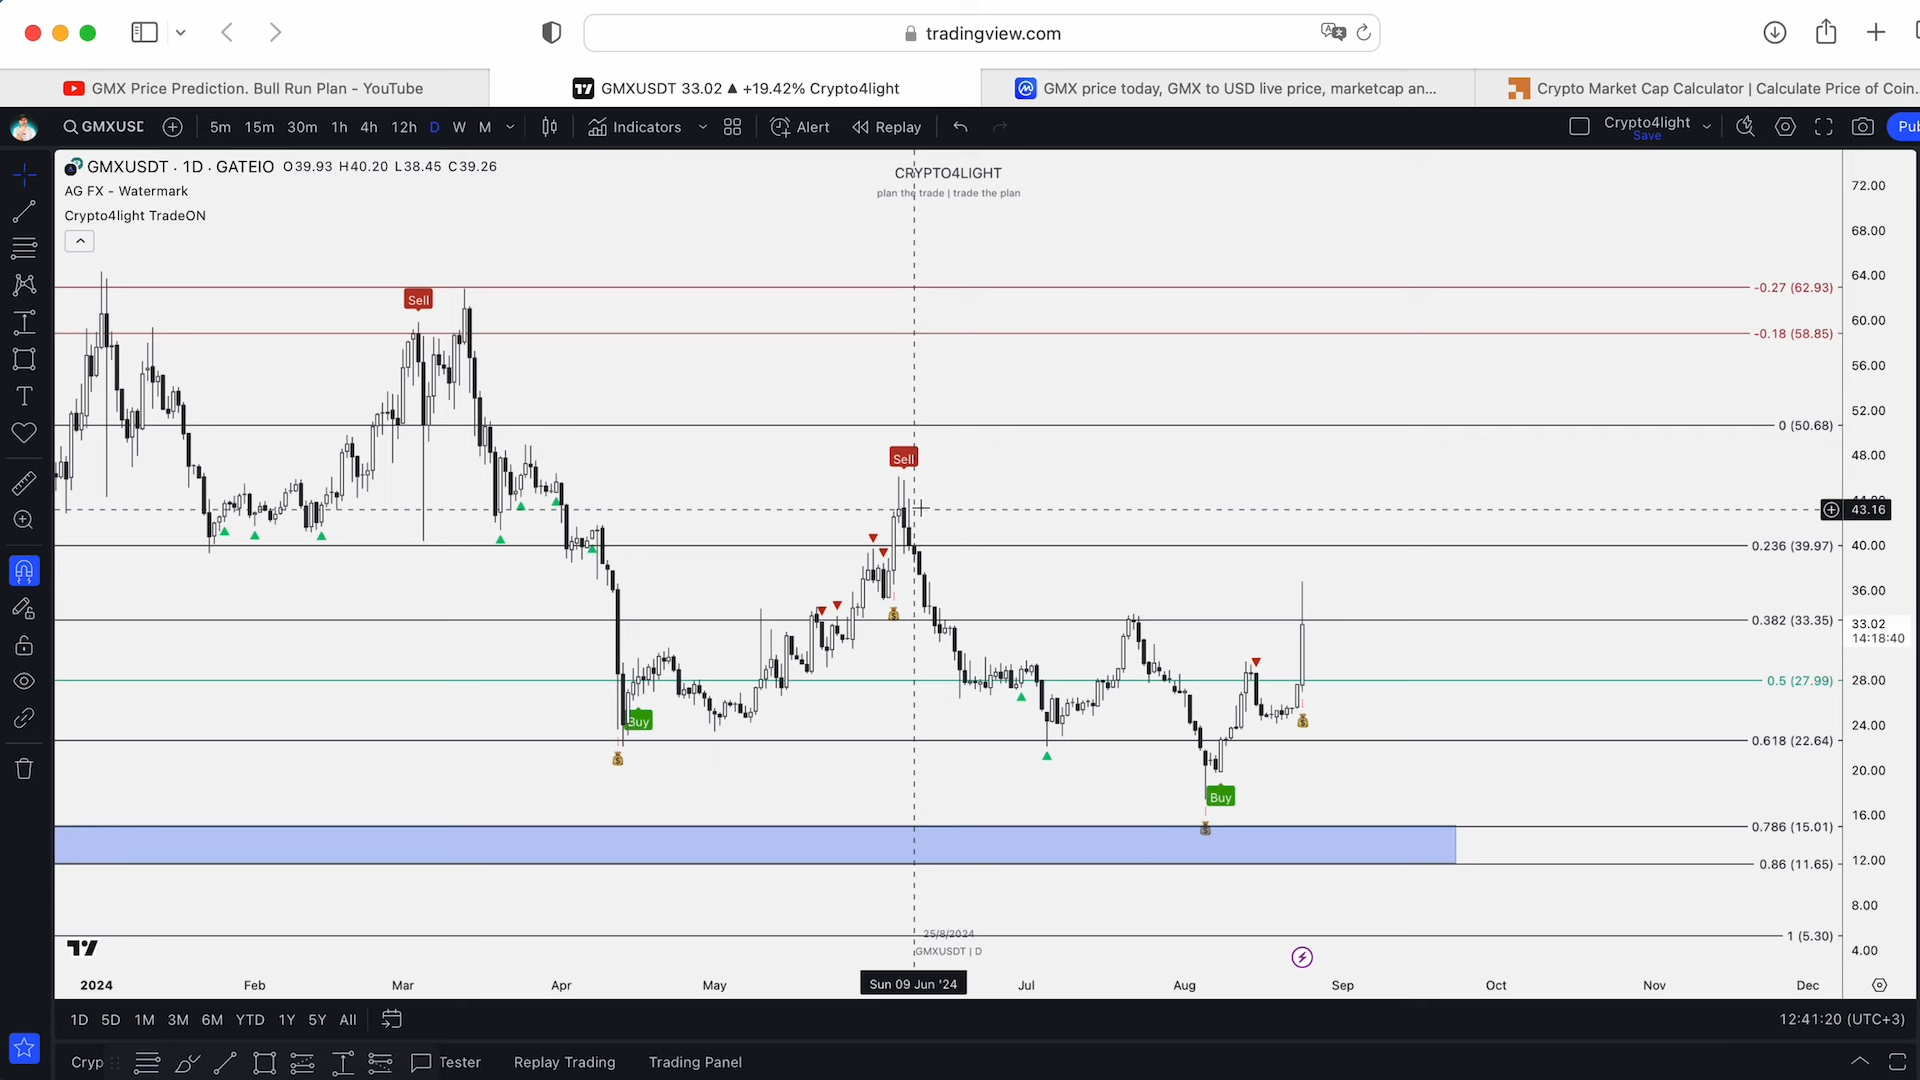 tradingview.com
GMX Price Prediction. Bull Run Plan - YouTube
GMXUSDT 33.02 ▲ +19.42% Crypto4light
GMX price today, GMX to USD live price, marketcap an...
Crypto Market Cap Calculator | Calculate Price of Coin...
GMXUSD
5m 15m 30m 1h 4h 12h D W M
Indicators
Alert
Replay
Crypto4light
Save
Pub
GMXUSDT · 1D · GATEIO O39.93 H40.20 L38.45 C39.26
AG FX - Watermark
Crypto4light TradeON
CRYPTO4LIGHT
plan the trade | trade the plan
72.00
68.00
64.00
-0.27 (62.93)
Sell
60.00
-0.18 (58.85)
56.00
52.00
0 (50.68)
48.00
Sell
44.00
43.16
0.236 (39.97)
40.00
36.00
0.382 (33.35)
33.02
14:18:40
0.5 (27.99)
28.00
Buy
24.00
0.618 (22.64)
20.00
Buy
16.00
0.786 (15.01)
0.86 (11.65)
12.00
8.00
25/8/2024
1 (5.30)
GMXUSDT | D
4.00
2024 Feb Mar Apr May Sun 09 Jun '24 Jul Aug Sep Oct Nov Dec
1D 5D 1M 3M 6M YTD 1Y 5Y All
12:41:20 (UTC+3)
Cryp
Tester
Replay Trading
Trading Panel